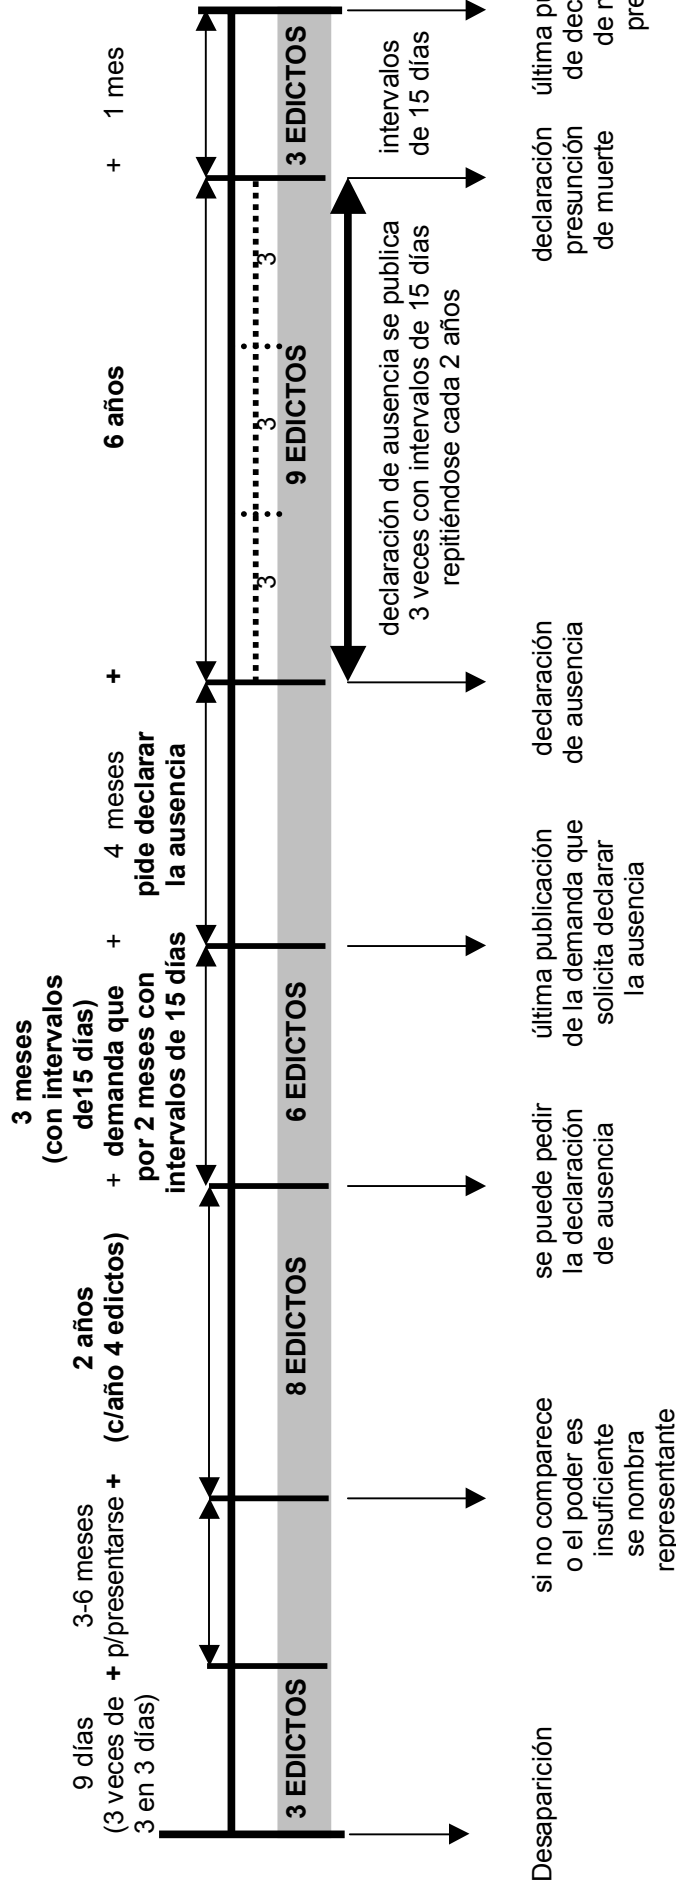 9 días
(3 veces de
3 en 3 días)
+
3-6 meses
p/presentarse
+
2 años
(c/año 4 edictos)
3 meses
(con intervalos
de15 días)
+ demanda que
por 2 meses con
intervalos de 15 días
+
4 meses
pide declarar
la ausencia
+
6 años
+
1 mes
3 EDICTOS
8 EDICTOS
6 EDICTOS
3
3
3
9 EDICTOS
3 EDICTOS
declaración de ausencia se publica
3 veces con intervalos de 15 días
repitiéndose cada 2 años
intervalos
de 15 días
Desaparición
si no comparece
o el poder es
insuficiente
se nombra
representante
se puede pedir
la declaración
de ausencia
última publicación
de la demanda que
solicita declarar
la ausencia
declaración
de ausencia
declaración
presunción
de muerte
última
de
de